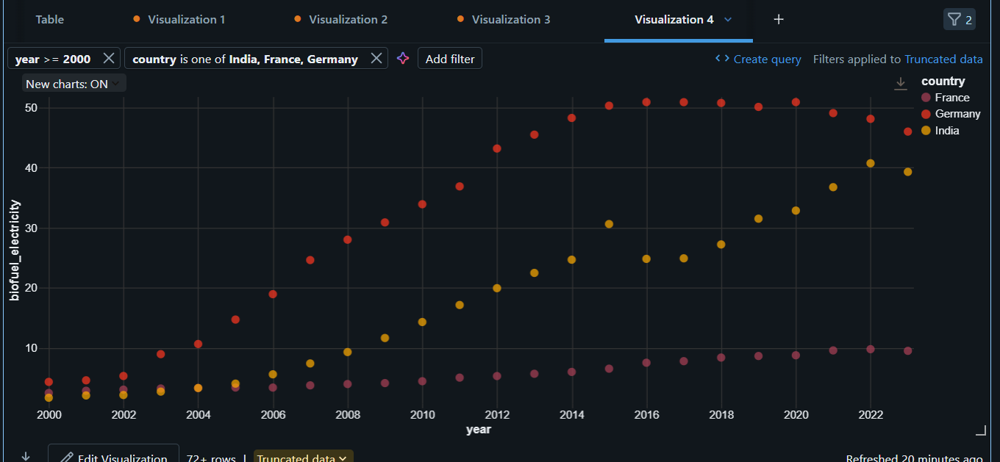 Table Visualization 1 Visualization 2 Visualization 3 Visualization 4 + 2
year >= 2000 country is one of India, France, Germany Add filter Create query Filters applied to Truncated data
New charts: ON
country
France
Germany
India
50
40
30
20
10
biofuel_electricity
2000 2002 2004 2006 2008 2010 2012 2014 2016 2018 2020 2022
year
Edit Visualization 72+ rows | Truncated data Refreshed 20 minutes ago